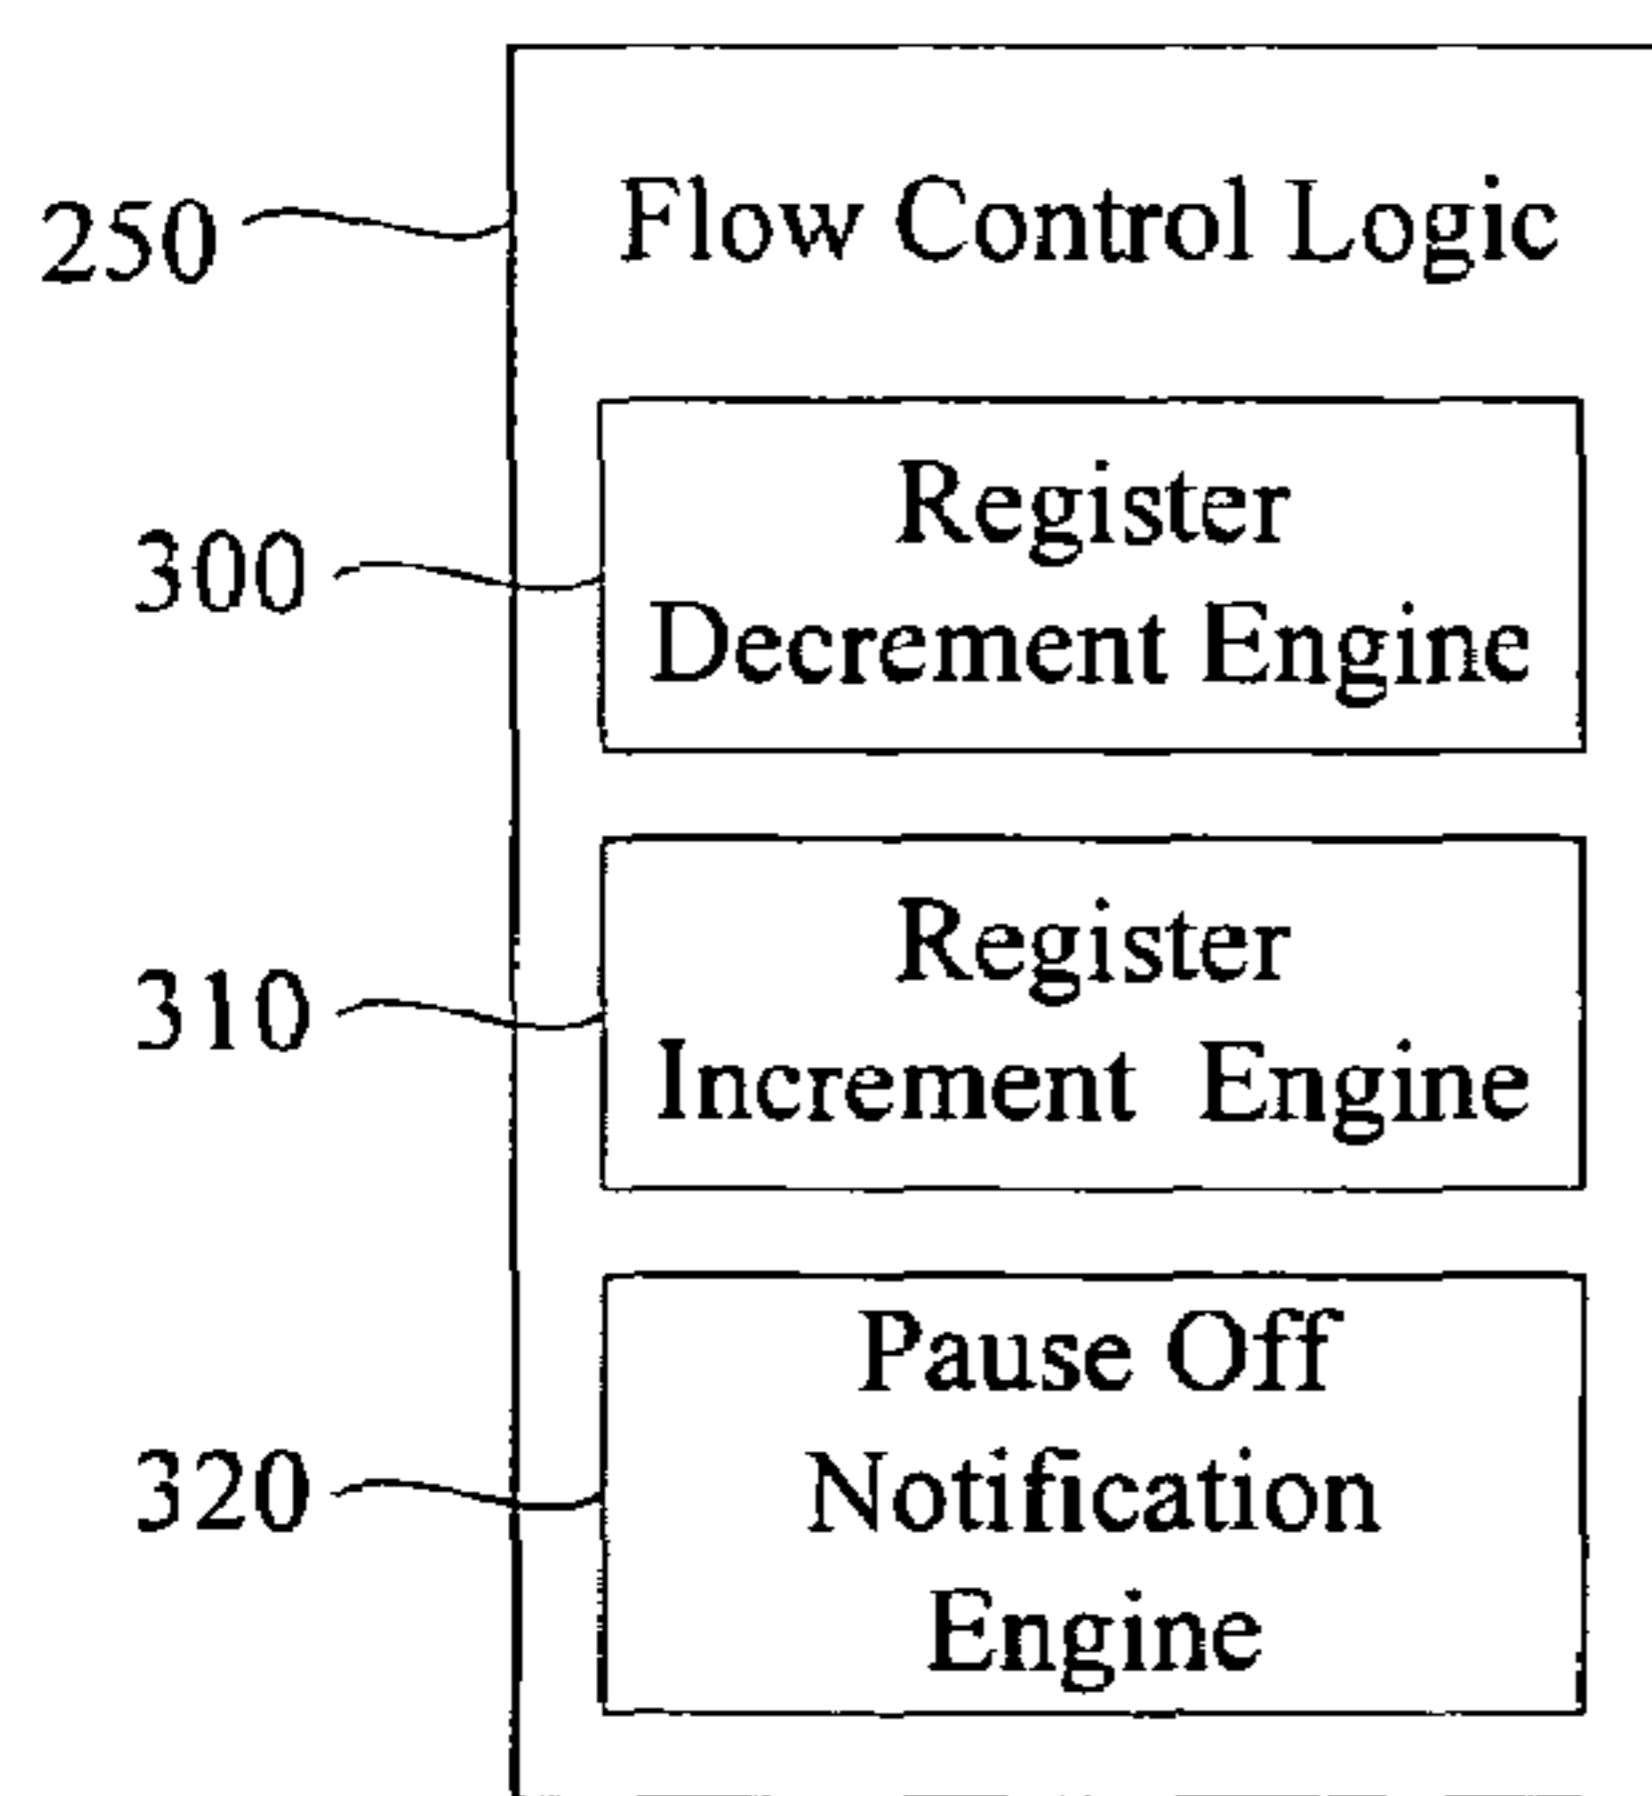 250
Flow Control Logic
300
Register
Decrement Engine
310
Register
Increment Engine
320
Pause Off
Notification
Engine